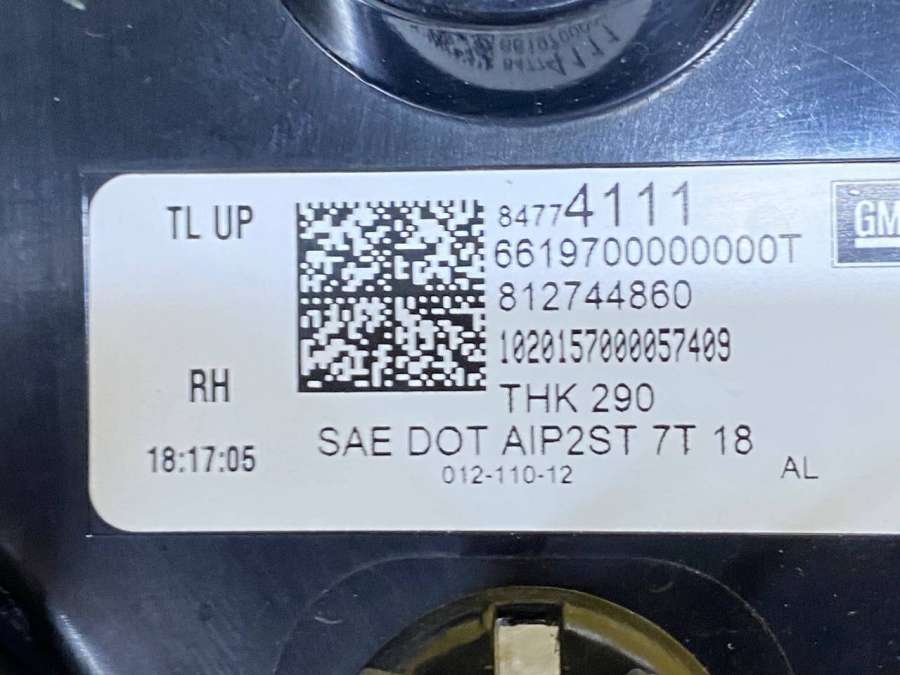 TL UP
84774111
GM
6619700000000T
812744860
1020157000057409
RH
THK 290
SAE DOT AIP2ST 7T 18
18:17:05
012-110-12
AL